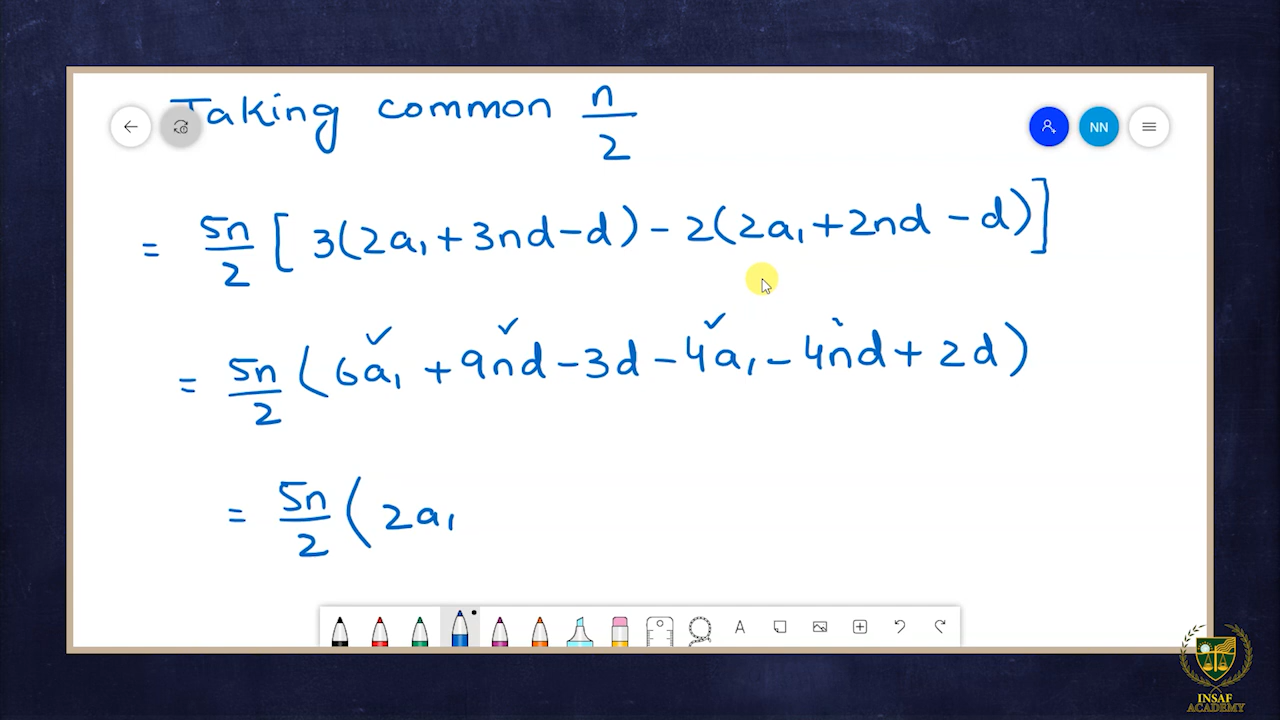 Taking common n/2
NN
= 5n/2 [ 3(2a₁ + 3nd - d) - 2(2a₁ + 2nd - d) ]
= 5n/2 ( 6a₁ + 9nd - 3d - 4a₁ - 4nd + 2d )
= 5n/2 ( 2a₁
A
INSAF
ACADEMY